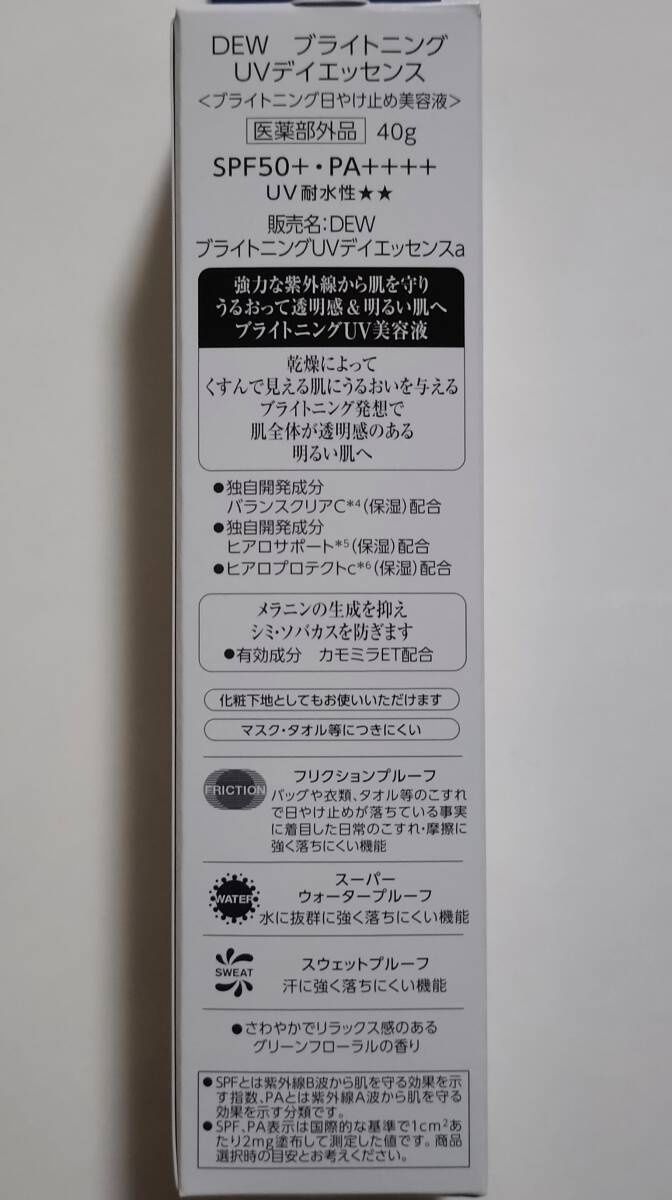 DEW ブライトニング
UVデイエッセンス
＜ブライトニング日やけ止め美容液＞
医薬部外品 40g
SPF50+・PA++++
UV耐水性★★
販売名：DEW
ブライトニングUVデイエッセンスa
強力な紫外線から肌を守り
うるおって透明感＆明るい肌へ
ブライトニングUV美容液
乾燥によって
くすんで見える肌にうるおいを与える
ブライトニング発想で
肌全体が透明感のある
明るい肌へ
●独自開発成分
バランスクリアC*4（保湿）配合
●独自開発成分
ヒアロサポート*5（保湿）配合
●ヒアロプロテクトc*6（保湿）配合
メラニンの生成を抑え
シミ・ソバカスを防ぎます
●有効成分 カモミラET配合
化粧下地としてもお使いいただけます
マスク・タオル等につきにくい
FRICTION
フリクションプルーフ
バッグや衣類、タオル等のこすれ
で日やけ止めが落ちている事実
に着目した日常のこすれ・摩擦に
強く落ちにくい機能
WATER
スーパー
ウォータープルーフ
水に抜群に強く落ちにくい機能
SWEAT
スウェットプルーフ
汗に強く落ちにくい機能
●さわやかでリラックス感のある
グリーンフローラルの香り
●SPFとは紫外線B波から肌を守る効果を示
す指数、PAとは紫外線A波から肌を守る
効果を示す分類です。
●SPF、PA表示は国際的な基準で1cm²あ
たり2mg塗布して測定した値です。商品
選択時の目安とお考えください。